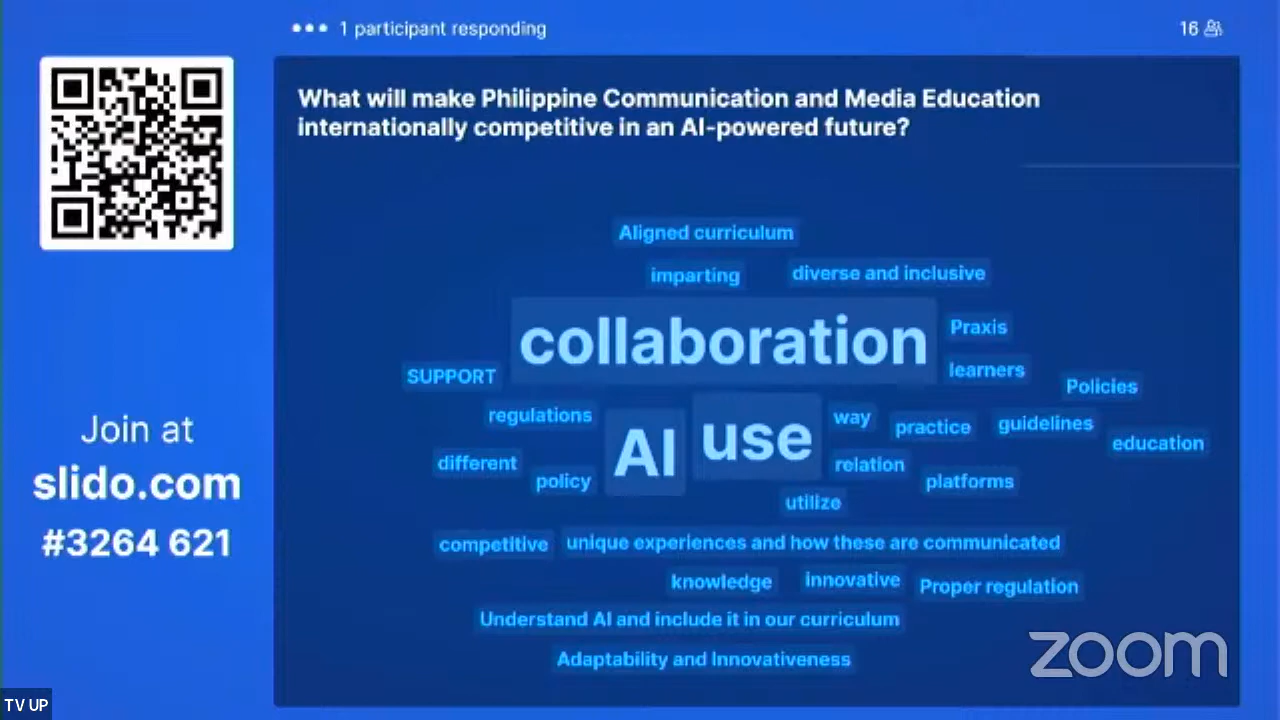 1 participant responding
16
What will make Philippine Communication and Media Education
internationally competitive in an AI-powered future?
Aligned curriculum
imparting
diverse and inclusive
collaboration
Praxis
learners
SUPPORT
Policies
regulations
AI
use
way
practice
guidelines
education
different
policy
relation
platforms
utilize
competitive
unique experiences and how these are communicated
knowledge
innovative
Proper regulation
Understand AI and include it in our curriculum
Adaptability and Innovativeness
Join at
slido.com
#3264 621
zoom
TV UP